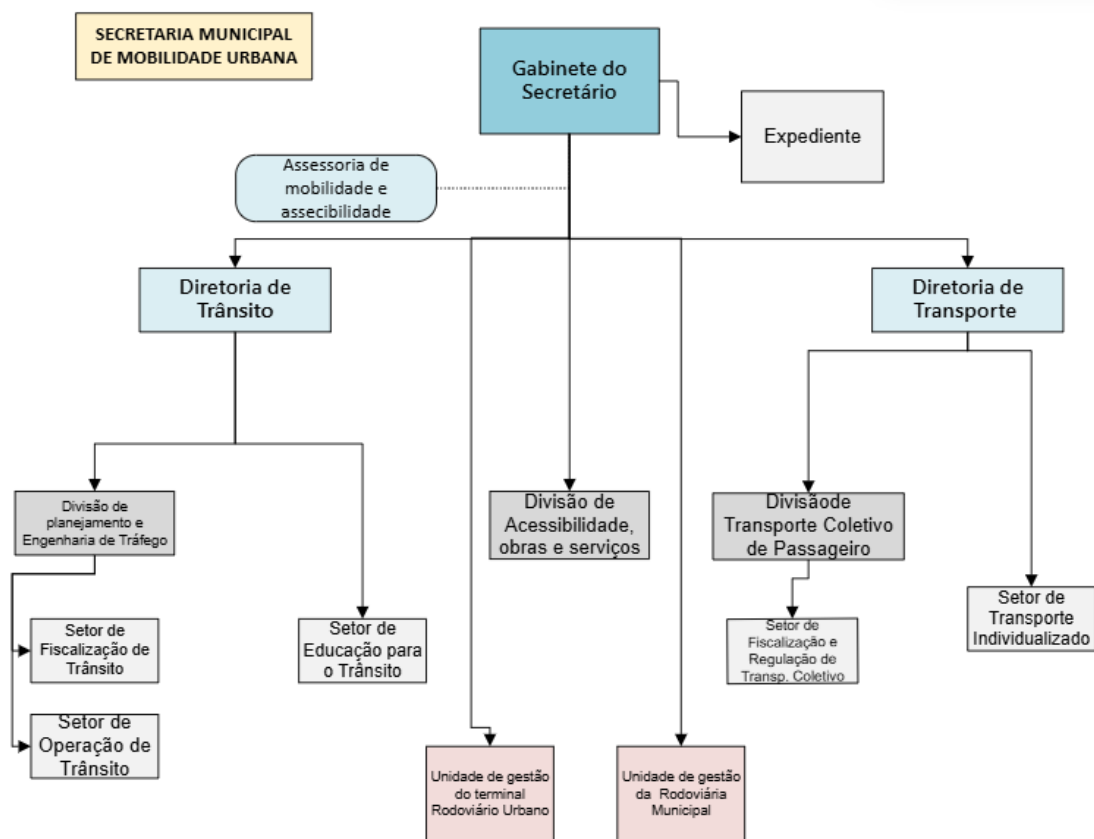 SECRETARIA MUNICIPAL
DE MOBILIDADE URBANA
Gabinete do
Secretário
Expediente
Assessoria de
mobilidade e
assecibilidade
Diretoria de
Trânsito
Diretoria de
Transporte
Divisão de
planejamento e
Engenharia de Tráfego
Divisão de
Acessibilidade,
obras e serviços
Divisãode
Transporte Coletivo
de Passageiro
Setor de
Fiscalização de
Trânsito
Setor de
Educação para
o Trânsito
Setor de
Fiscalização e
Regulação de
Transp. Coletivo
Setor de
Transporte
Individualizado
Setor de
Operação de
Trânsito
Unidade de gestão
do terminal
Rodoviário Urbano
Unidade de gestão
da Rodoviária
Municipal